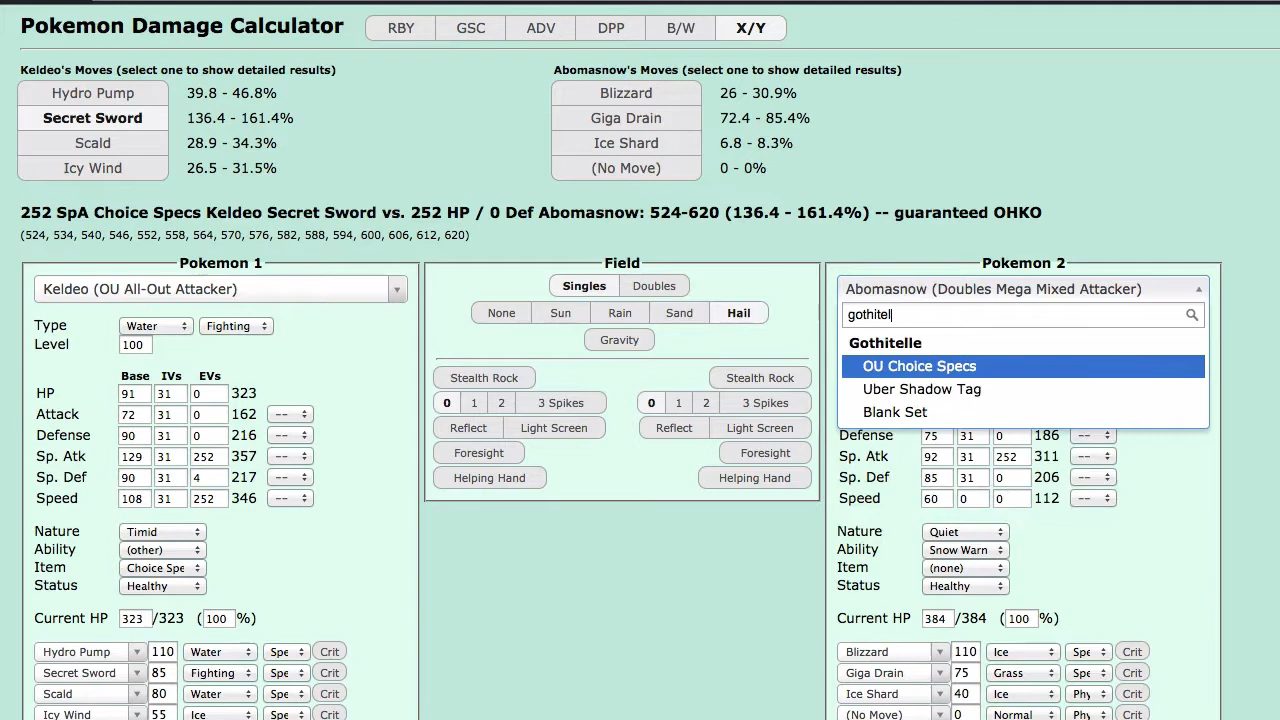 Pokemon Damage Calculator RBY GSC ADV DPP B/W X/Y
Keldeo's Moves (select one to show detailed results) Abomasnow's Moves (select one to show detailed results)
Hydro Pump 39.8 - 46.8% Blizzard 26 - 30.9%
Secret Sword 136.4 - 161.4% Giga Drain 72.4 - 85.4%
Scald 28.9 - 34.3% Ice Shard 6.8 - 8.3%
Icy Wind 26.5 - 31.5% (No Move) 0 - 0%
252 SpA Choice Specs Keldeo Secret Sword vs. 252 HP / 0 Def Abomasnow: 524-620 (136.4 - 161.4%) -- guaranteed OHKO
(524, 534, 540, 546, 552, 558, 564, 570, 576, 582, 588, 594, 600, 606, 612, 620)
Pokemon 1
Keldeo (OU All-Out Attacker)
Type Water Fighting
Level 100
Base IVs EVs
HP 91 31 0 323
Attack 72 31 0 162 --
Defense 90 31 0 216 --
Sp. Atk 129 31 252 357 --
Sp. Def 90 31 4 217 --
Speed 108 31 252 346 --
Nature Timid
Ability (other)
Item Choice Spe
Status Healthy
Current HP 323/323 (100 %)
Hydro Pump 110 Water Spe Crit
Secret Sword 85 Fighting Spe Crit
Scald 80 Water Spe Crit
Icy Wind 55 Ice Spe Crit
Field
Singles Doubles
None Sun Rain Sand Hail
Gravity
Stealth Rock Stealth Rock
0 1 2 3 Spikes 0 1 2 3 Spikes
Reflect Light Screen Reflect Light Screen
Foresight Foresight
Helping Hand Helping Hand
Pokemon 2
Abomasnow (Doubles Mega Mixed Attacker)
gothitel
Gothitelle
OU Choice Specs
Uber Shadow Tag
Blank Set
Defense 75 31 0 186 --
Sp. Atk 92 31 252 311 --
Sp. Def 85 31 0 206 --
Speed 60 0 0 112 --
Nature Quiet
Ability Snow Warn
Item (none)
Status Healthy
Current HP 384/384 (100 %)
Blizzard 110 Ice Spe Crit
Giga Drain 75 Grass Spe Crit
Ice Shard 40 Ice Phy Crit
(No Move) 0 Normal Phy Crit